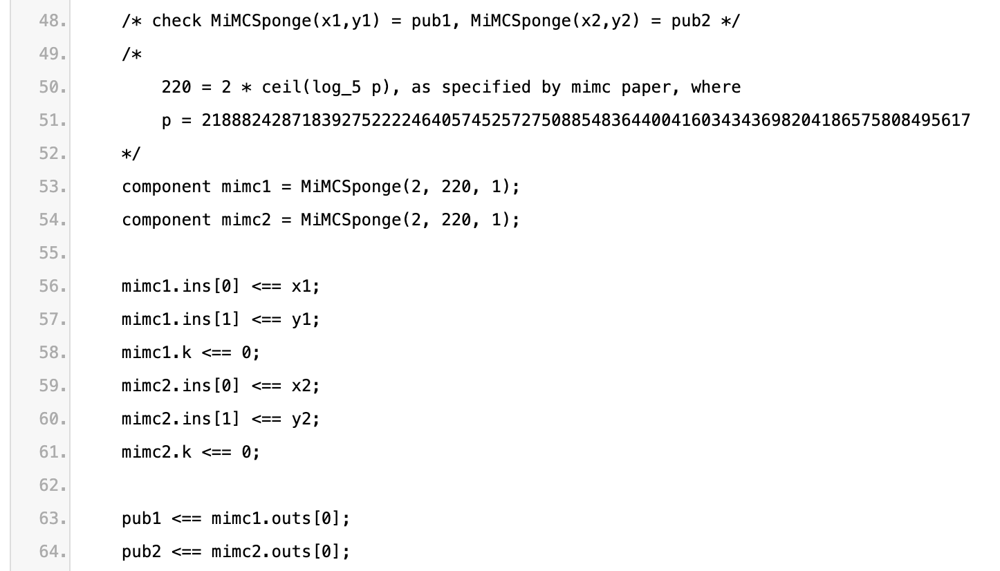 48. /* check MiMCSponge(x1,y1) = pub1, MiMCSponge(x2,y2) = pub2 */
49. /*
50. 220 = 2 * ceil(log_5 p), as specified by mimc paper, where
51. p = 21888242871839275222246405745257275088548364400416034343698204186575808495617
52. */
53. component mimc1 = MiMCSponge(2, 220, 1);
54. component mimc2 = MiMCSponge(2, 220, 1);
55.
56. mimc1.ins[0] <== x1;
57. mimc1.ins[1] <== y1;
58. mimc1.k <== 0;
59. mimc2.ins[0] <== x2;
60. mimc2.ins[1] <== y2;
61. mimc2.k <== 0;
62.
63. pub1 <== mimc1.outs[0];
64. pub2 <== mimc2.outs[0];